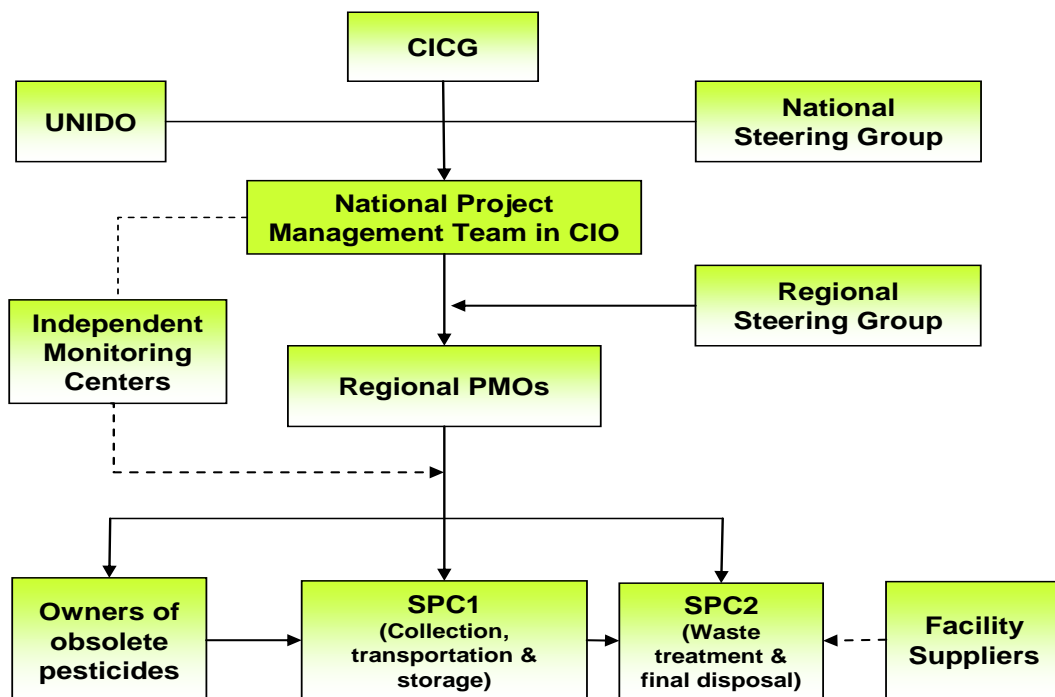 CICG
UNIDO
National
Steering Group
National Project
Management Team in CIO
Regional
Steering Group
Independent
Monitoring
Centers
Regional PMOs
Owners of
obsolete
pesticides
SPC1
(Collection,
transportation &
storage)
SPC2
(Waste
treatment &
final disposal)
Facility
Suppliers